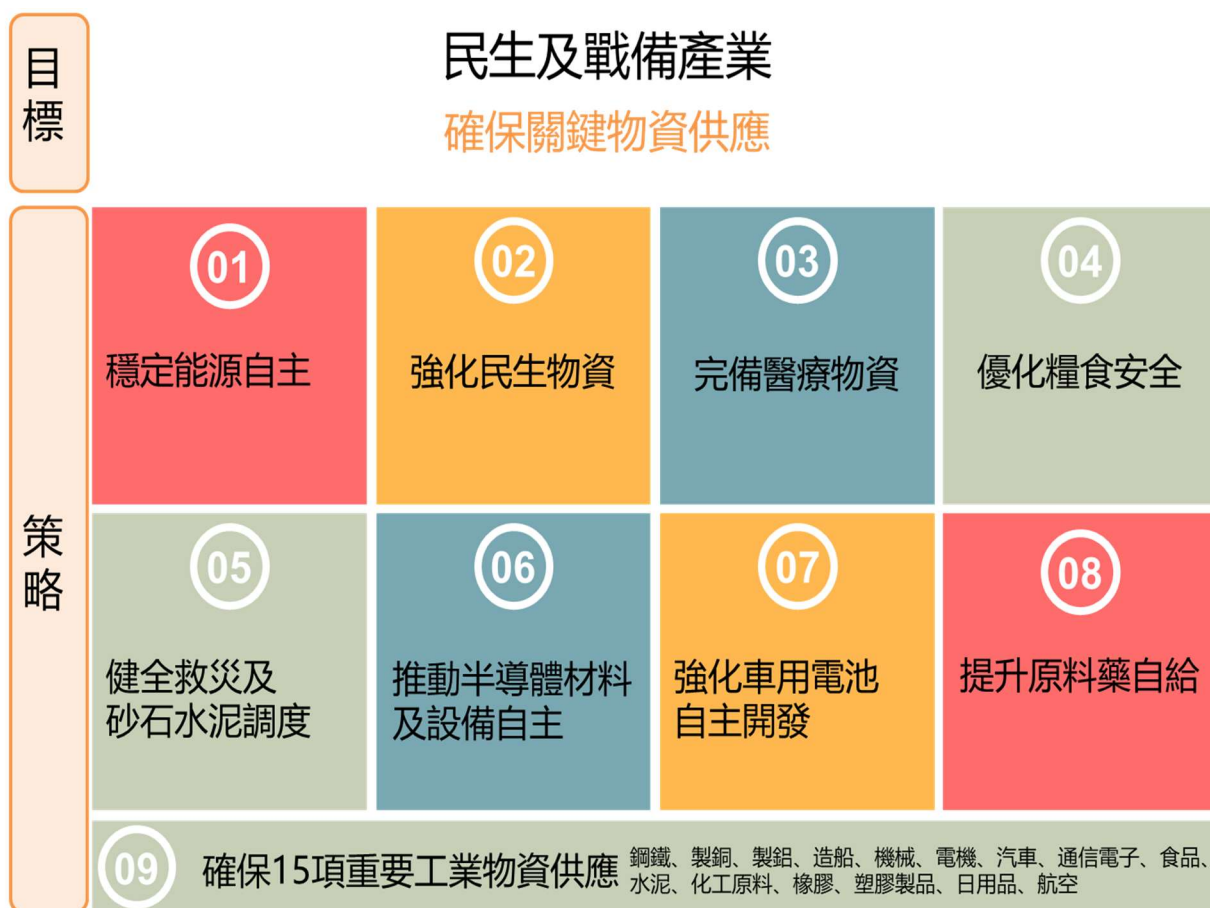 目標
民生及戰備產業
確保關鍵物資供應
策略
01
穩定能源自主
02
強化民生物資
03
完備醫療物資
04
優化糧食安全
05
健全救災及
砂石水泥調度
06
推動半導體材料
及設備自主
07
強化車用電池
自主開發
08
提升原料藥自給
09
確保15項重要工業物資供應
鋼鐵、製銅、製鋁、造船、機械、電機、汽車、通信電子、食品、
水泥、化工原料、橡膠、塑膠製品、日用品、航空